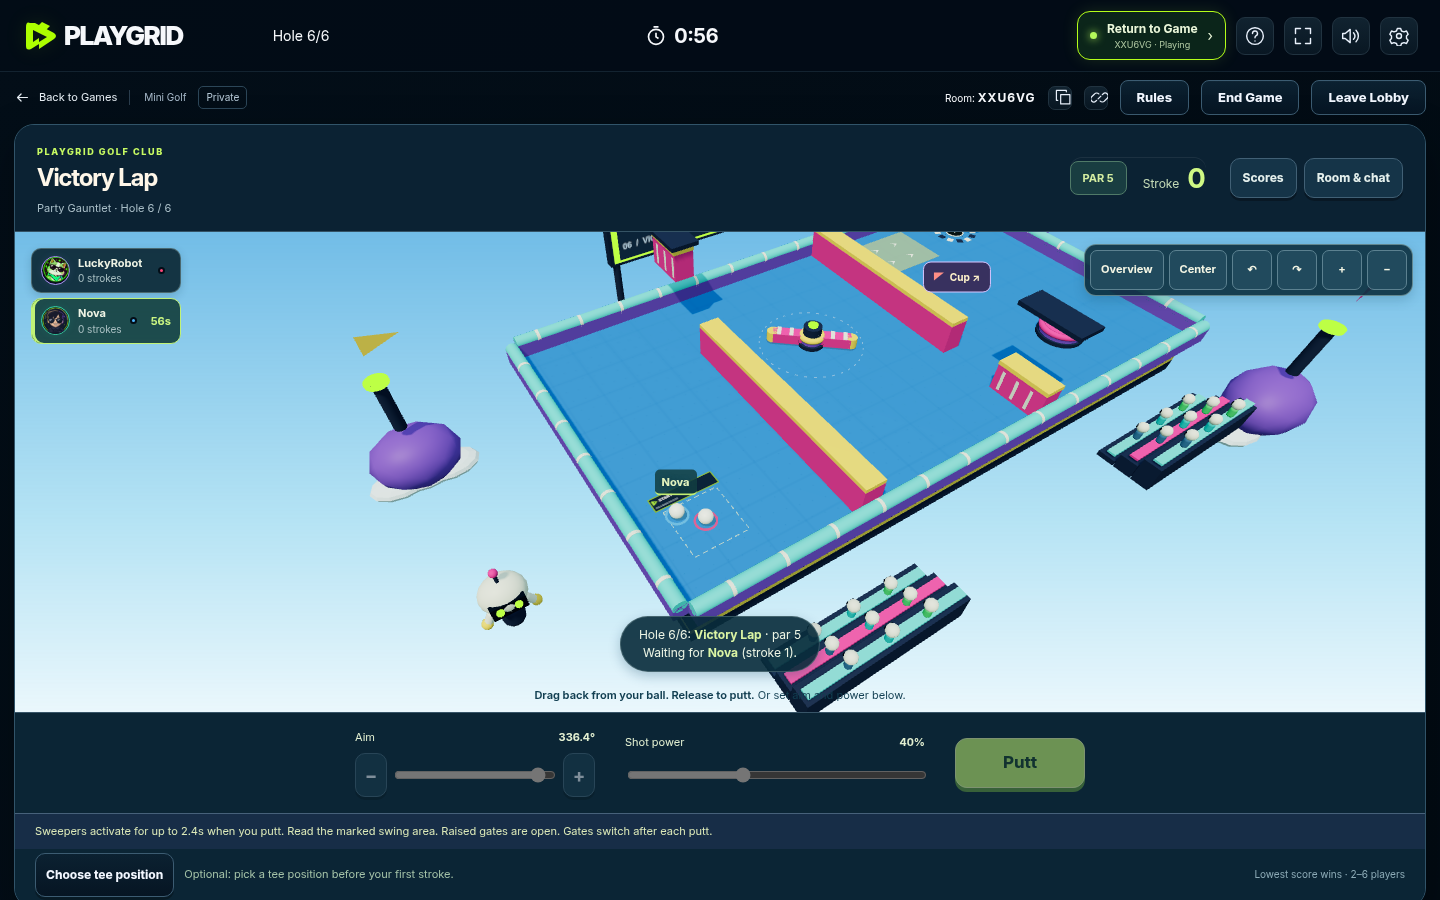 PLAYGRID
Hole 6/6
0:56
Return to Game
XXU6VG · Playing
Back to Games
Mini Golf
Private
Room: XXU6VG
Rules
End Game
Leave Lobby
PLAYGRID GOLF CLUB
Victory Lap
Party Gauntlet · Hole 6 / 6
PAR 5
Stroke 0
Scores
Room & chat
LuckyRobot
0 strokes
Nova
0 strokes
56s
Cup ↗
Overview
Center
↶
↷
+
−
Nova
Hole 6/6: Victory Lap · par 5
Waiting for Nova (stroke 1).
Drag back from your ball. Release to putt. Or set aim and power below.
Aim
336.4°
−
+
Shot power
40%
Putt
Sweepers activate for up to 2.4s when you putt. Read the marked swing area. Raised gates are open. Gates switch after each putt.
Choose tee position
Optional: pick a tee position before your first stroke.
Lowest score wins · 2–6 players